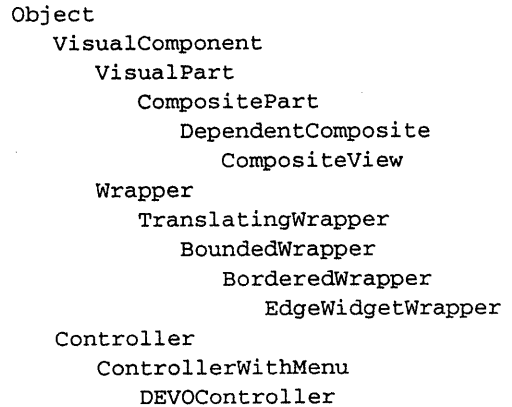 Object
VisualComponent
VisualPart
CompositePart
DependentComposite
CompositeView
Wrapper
TranslatingWrapper
BoundedWrapper
BorderedWrapper
EdgeWidgetWrapper
Controller
ControllerWithMenu
DEVOController